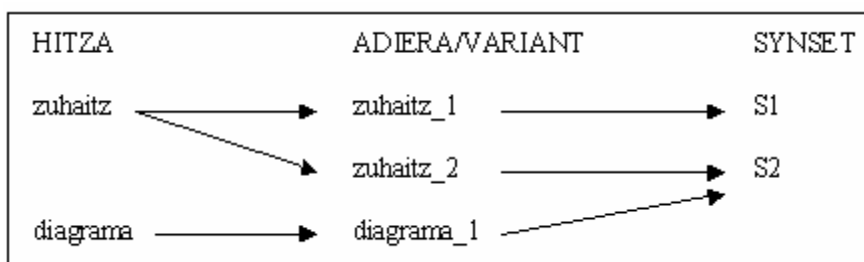 HITZA ADIERA/VARIANT SYNSET
zuhaitz zuhaitz_1 S1
zuhaitz_2 S2
diagrama diagrama_1